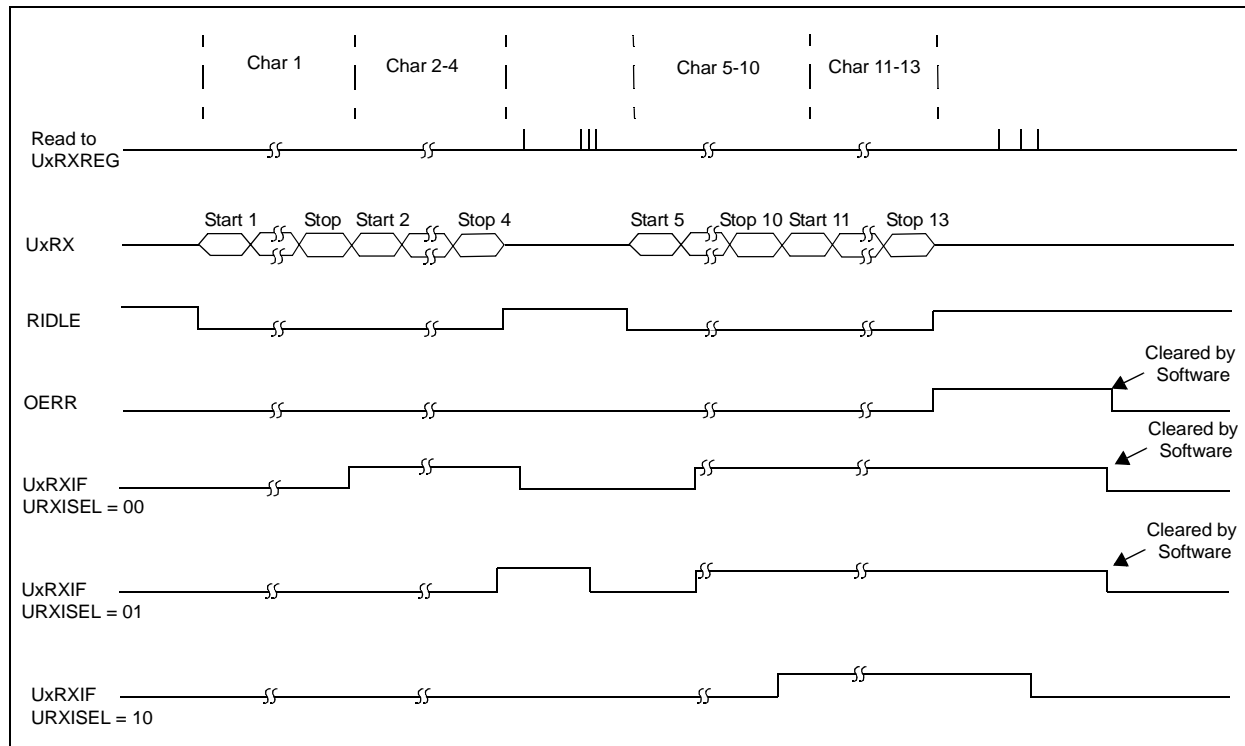 Char 1
Char 2-4
Char 5-10
Char 11-13
Read to
UxRXREG
Start 1
Stop
Start 2
Stop 4
Start 5
Stop 10
Start 11
Stop 13
UxRX
RIDLE
Cleared by
Software
OERR
Cleared by
Software
UxRXIF
URXISEL = 00
Cleared by
Software
UxRXIF
URXISEL = 01
UxRXIF
URXISEL = 10